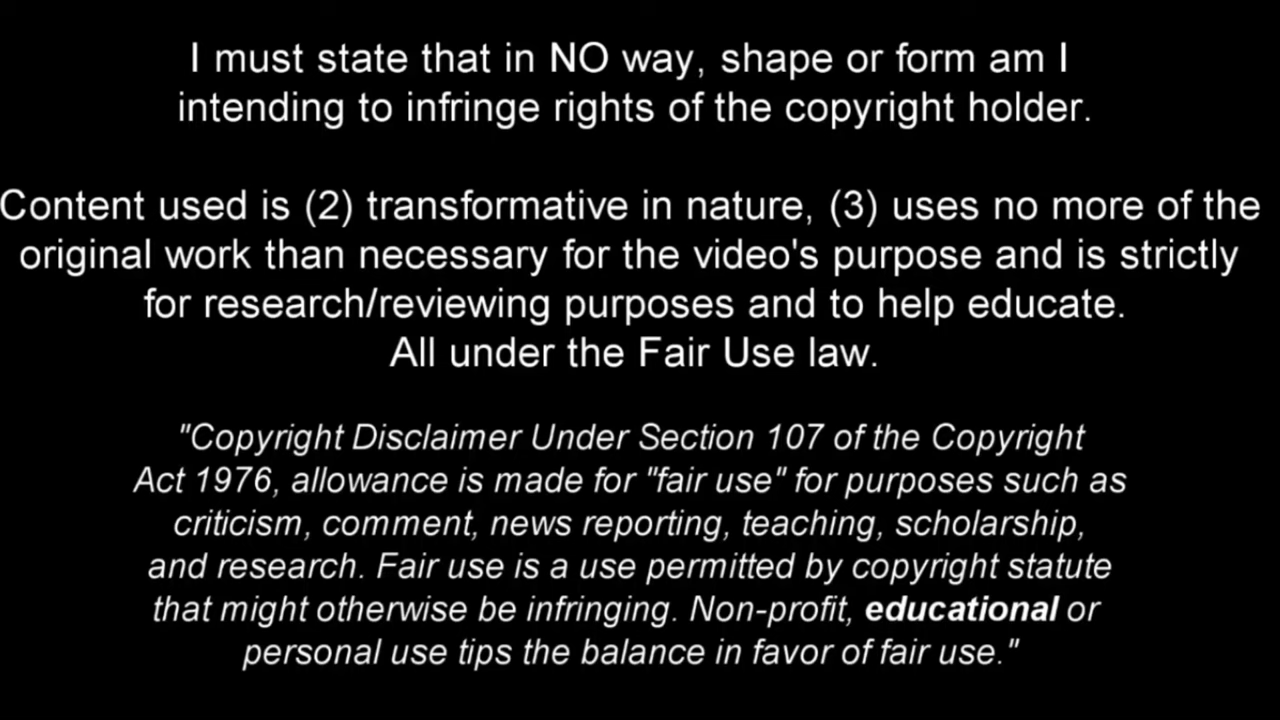 I must state that in NO way, shape or form am I
intending to infringe rights of the copyright holder.
Content used is (2) transformative in nature, (3) uses no more of the
original work than necessary for the video's purpose and is strictly
for research/reviewing purposes and to help educate.
All under the Fair Use law.
"Copyright Disclaimer Under Section 107 of the Copyright
Act 1976, allowance is made for "fair use" for purposes such as
criticism, comment, news reporting, teaching, scholarship,
and research. Fair use is a use permitted by copyright statute
that might otherwise be infringing. Non-profit, educational or
personal use tips the balance in favor of fair use."